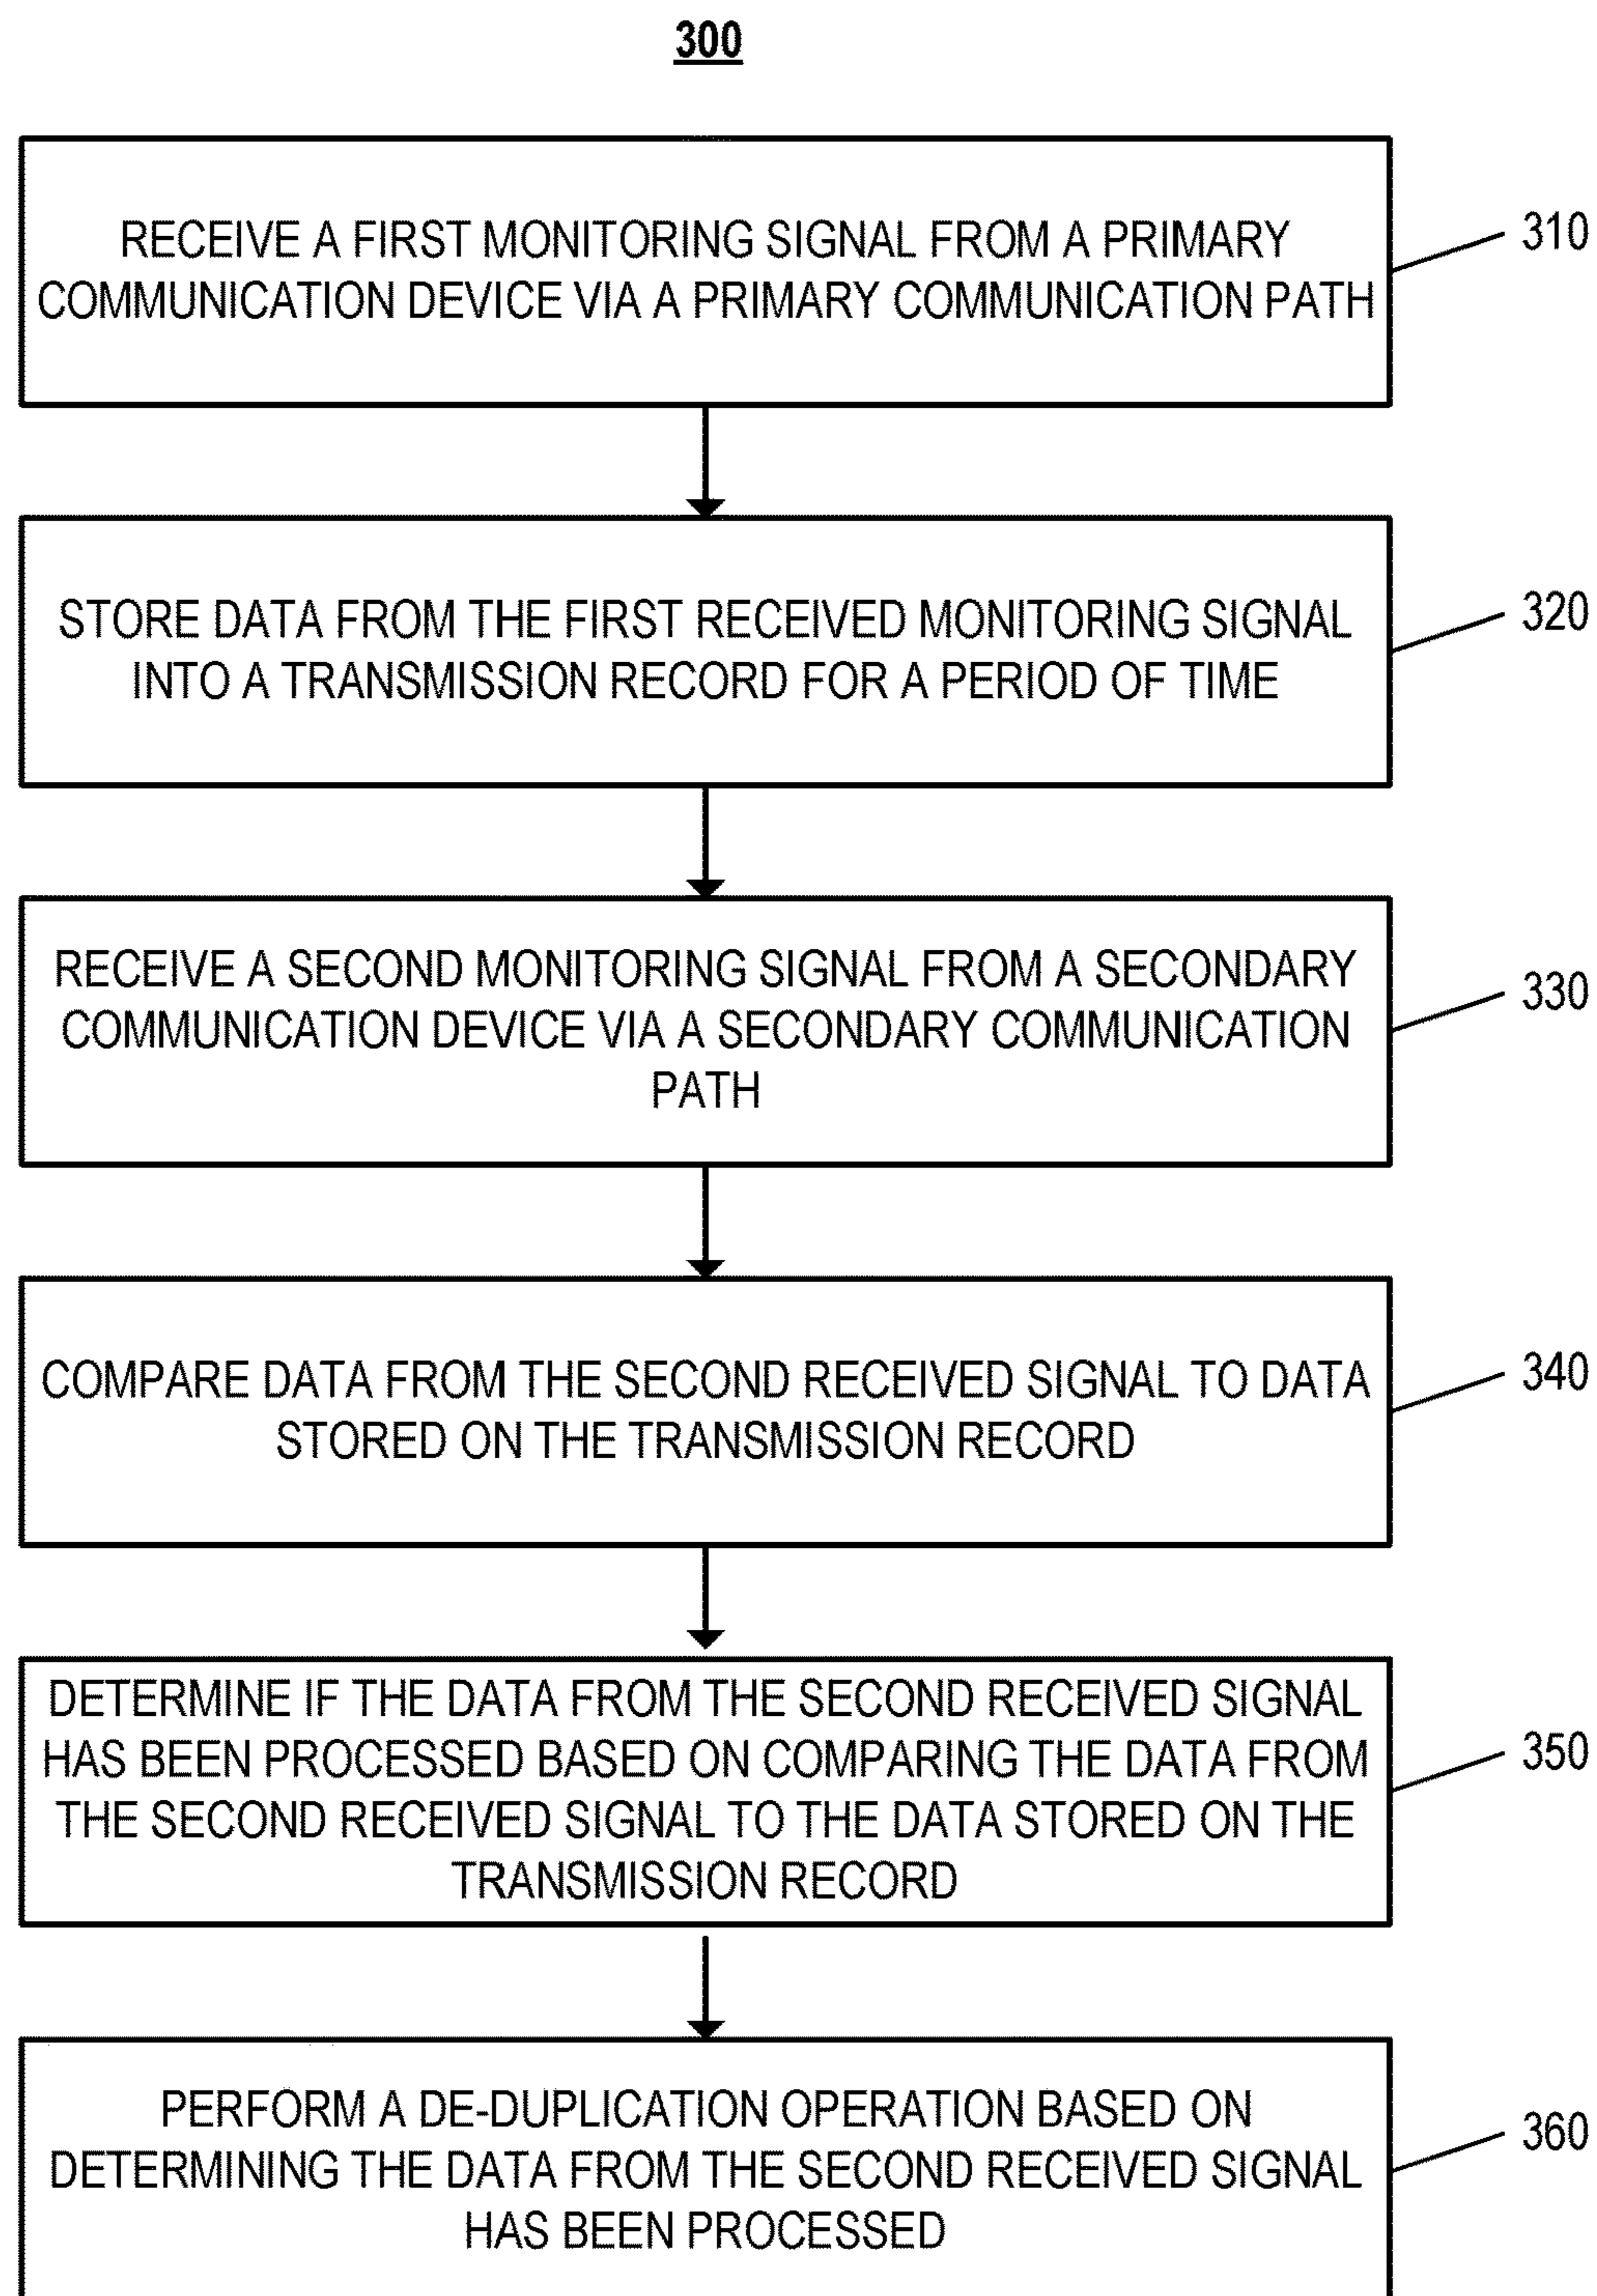 300
RECEIVE A FIRST MONITORING SIGNAL FROM A PRIMARY
COMMUNICATION DEVICE VIA A PRIMARY COMMUNICATION PATH
310
STORE DATA FROM THE FIRST RECEIVED MONITORING SIGNAL
INTO A TRANSMISSION RECORD FOR A PERIOD OF TIME
320
RECEIVE A SECOND MONITORING SIGNAL FROM A SECONDARY
COMMUNICATION DEVICE VIA A SECONDARY COMMUNICATION
PATH
330
COMPARE DATA FROM THE SECOND RECEIVED SIGNAL TO DATA
STORED ON THE TRANSMISSION RECORD
340
DETERMINE IF THE DATA FROM THE SECOND RECEIVED SIGNAL
HAS BEEN PROCESSED BASED ON COMPARING THE DATA FROM
THE SECOND RECEIVED SIGNAL TO THE DATA STORED ON THE
TRANSMISSION RECORD
350
PERFORM A DE-DUPLICATION OPERATION BASED ON
DETERMINING THE DATA FROM THE SECOND RECEIVED SIGNAL
HAS BEEN PROCESSED
360